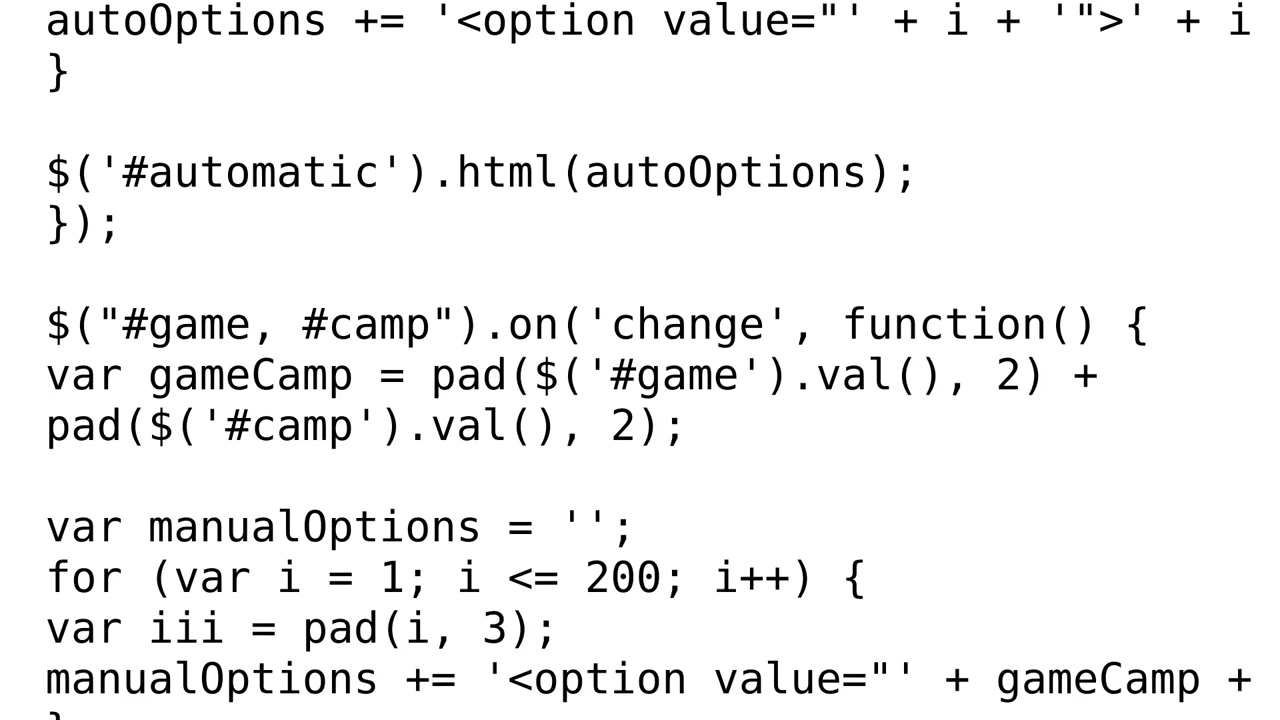 autoOptions += '<option value="' + i + '">' + i
}
$('#automatic').html(autoOptions);
});
$("#game, #camp").on('change', function() {
var gameCamp = pad($('#game').val(), 2) +
pad($('#camp').val(), 2);
var manualOptions = '';
for (var i = 1; i <= 200; i++) {
var iii = pad(i, 3);
manualOptions += '<option value="' + gameCamp +
}